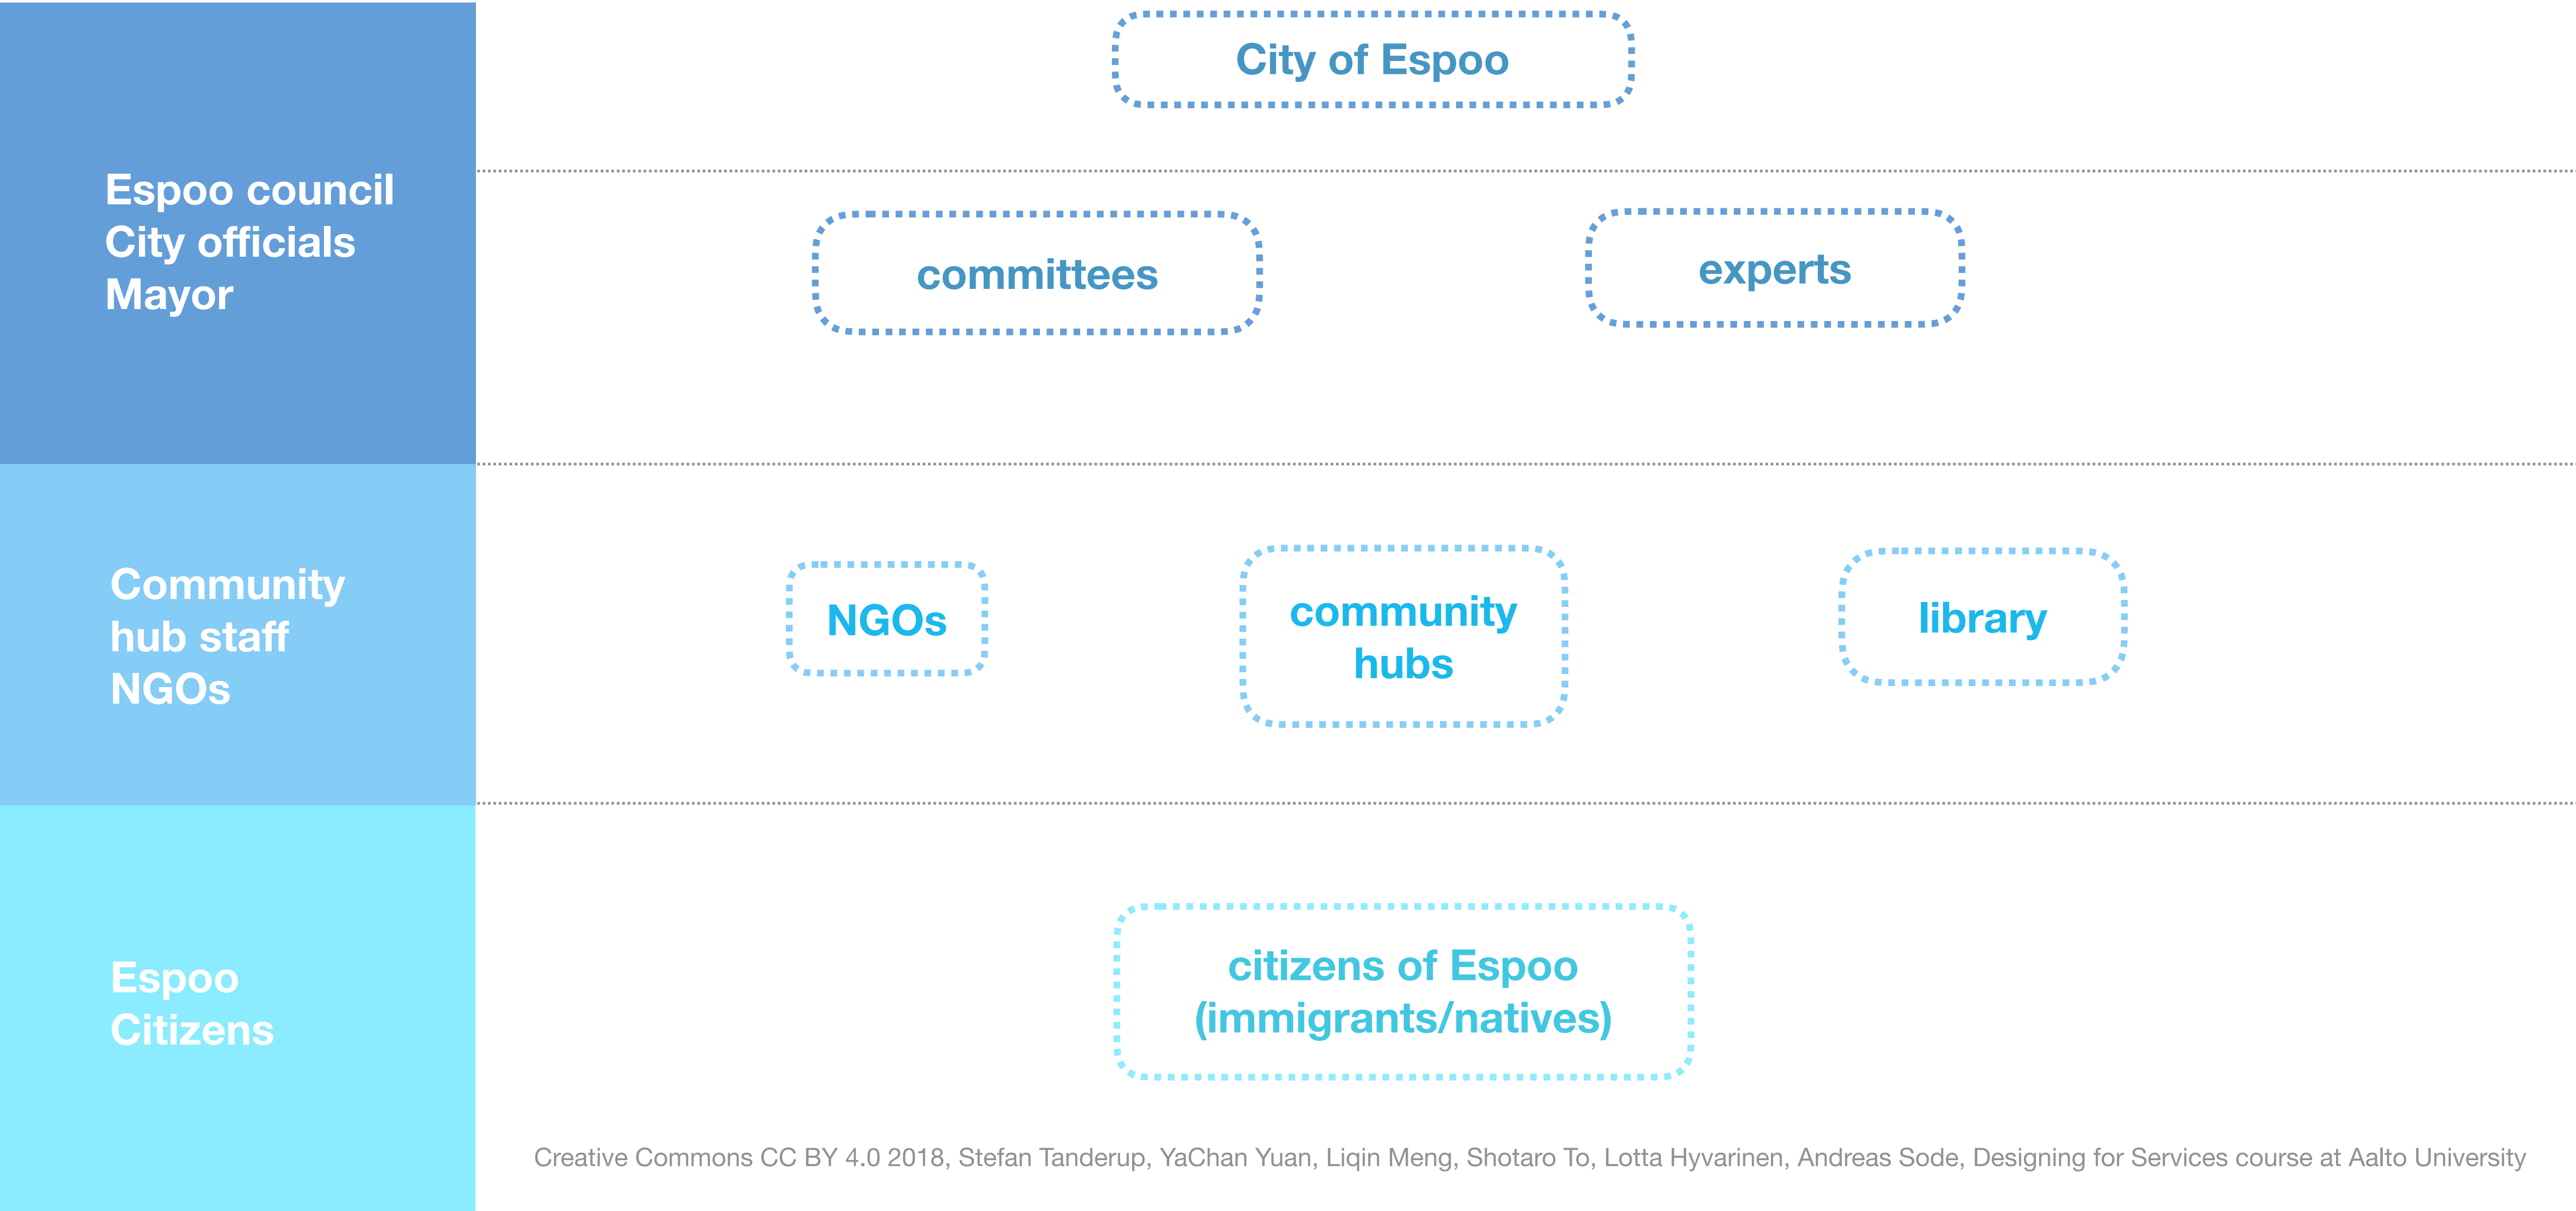 City of Espoo
Espoo council
City officials
Mayor
committees
experts
Community
hub staff
NGOs
NGOs
community
hubs
library
Espoo
Citizens
citizens of Espoo
(immigrants/natives)
Creative Commons CC BY 4.0 2018, Stefan Tanderup, YaChan Yuan, Liqin Meng, Shotaro To, Lotta Hyvarinen, Andreas Sode, Designing for Services course at Aalto University